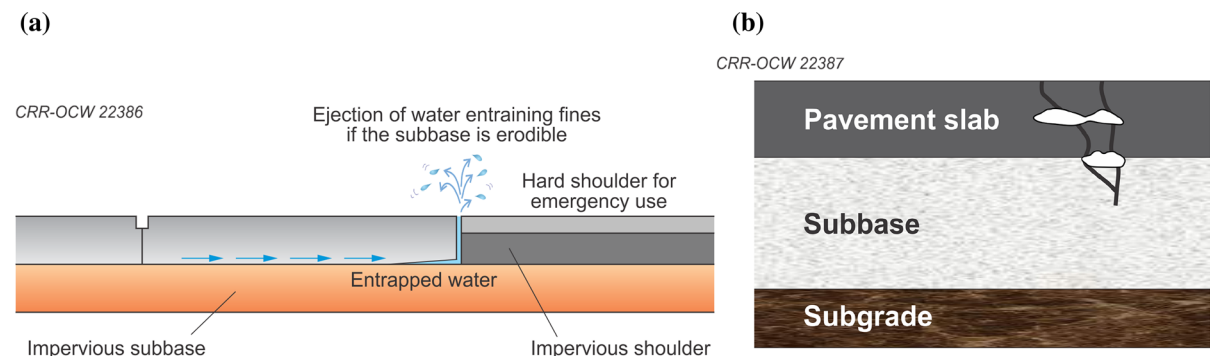 (a)
CRR-OCW 22386
Ejection of water entraining fines
if the subbase is erodible
Hard shoulder for
emergency use
Entrapped water
Impervious subbase
Impervious shoulder
(b)
CRR-OCW 22387
Pavement slab
Subbase
Subgrade